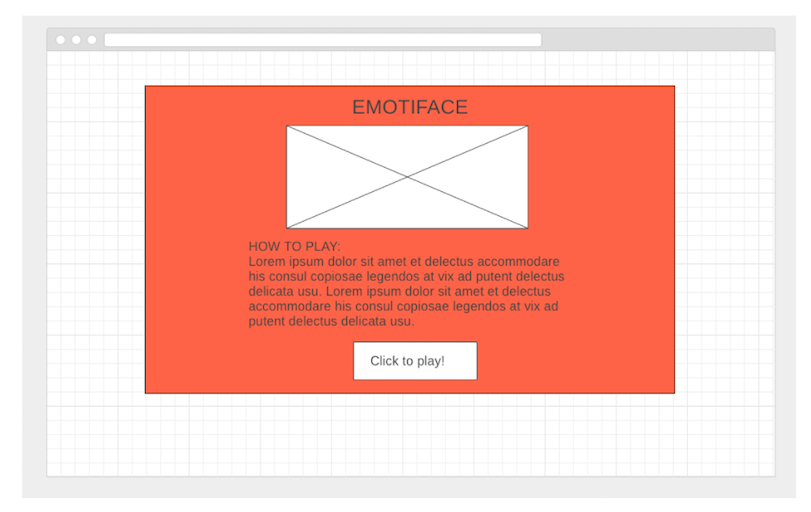 EMOTIFACE
HOW TO PLAY:
Lorem ipsum dolor sit amet et delectus accommodare
his consul copiosae legendos at vix ad putent delectus
delicata usu. Lorem ipsum dolor sit amet et delectus
accommodare his consul copiosae legendos at vix ad
putent delectus delicata usu.
Click to play!